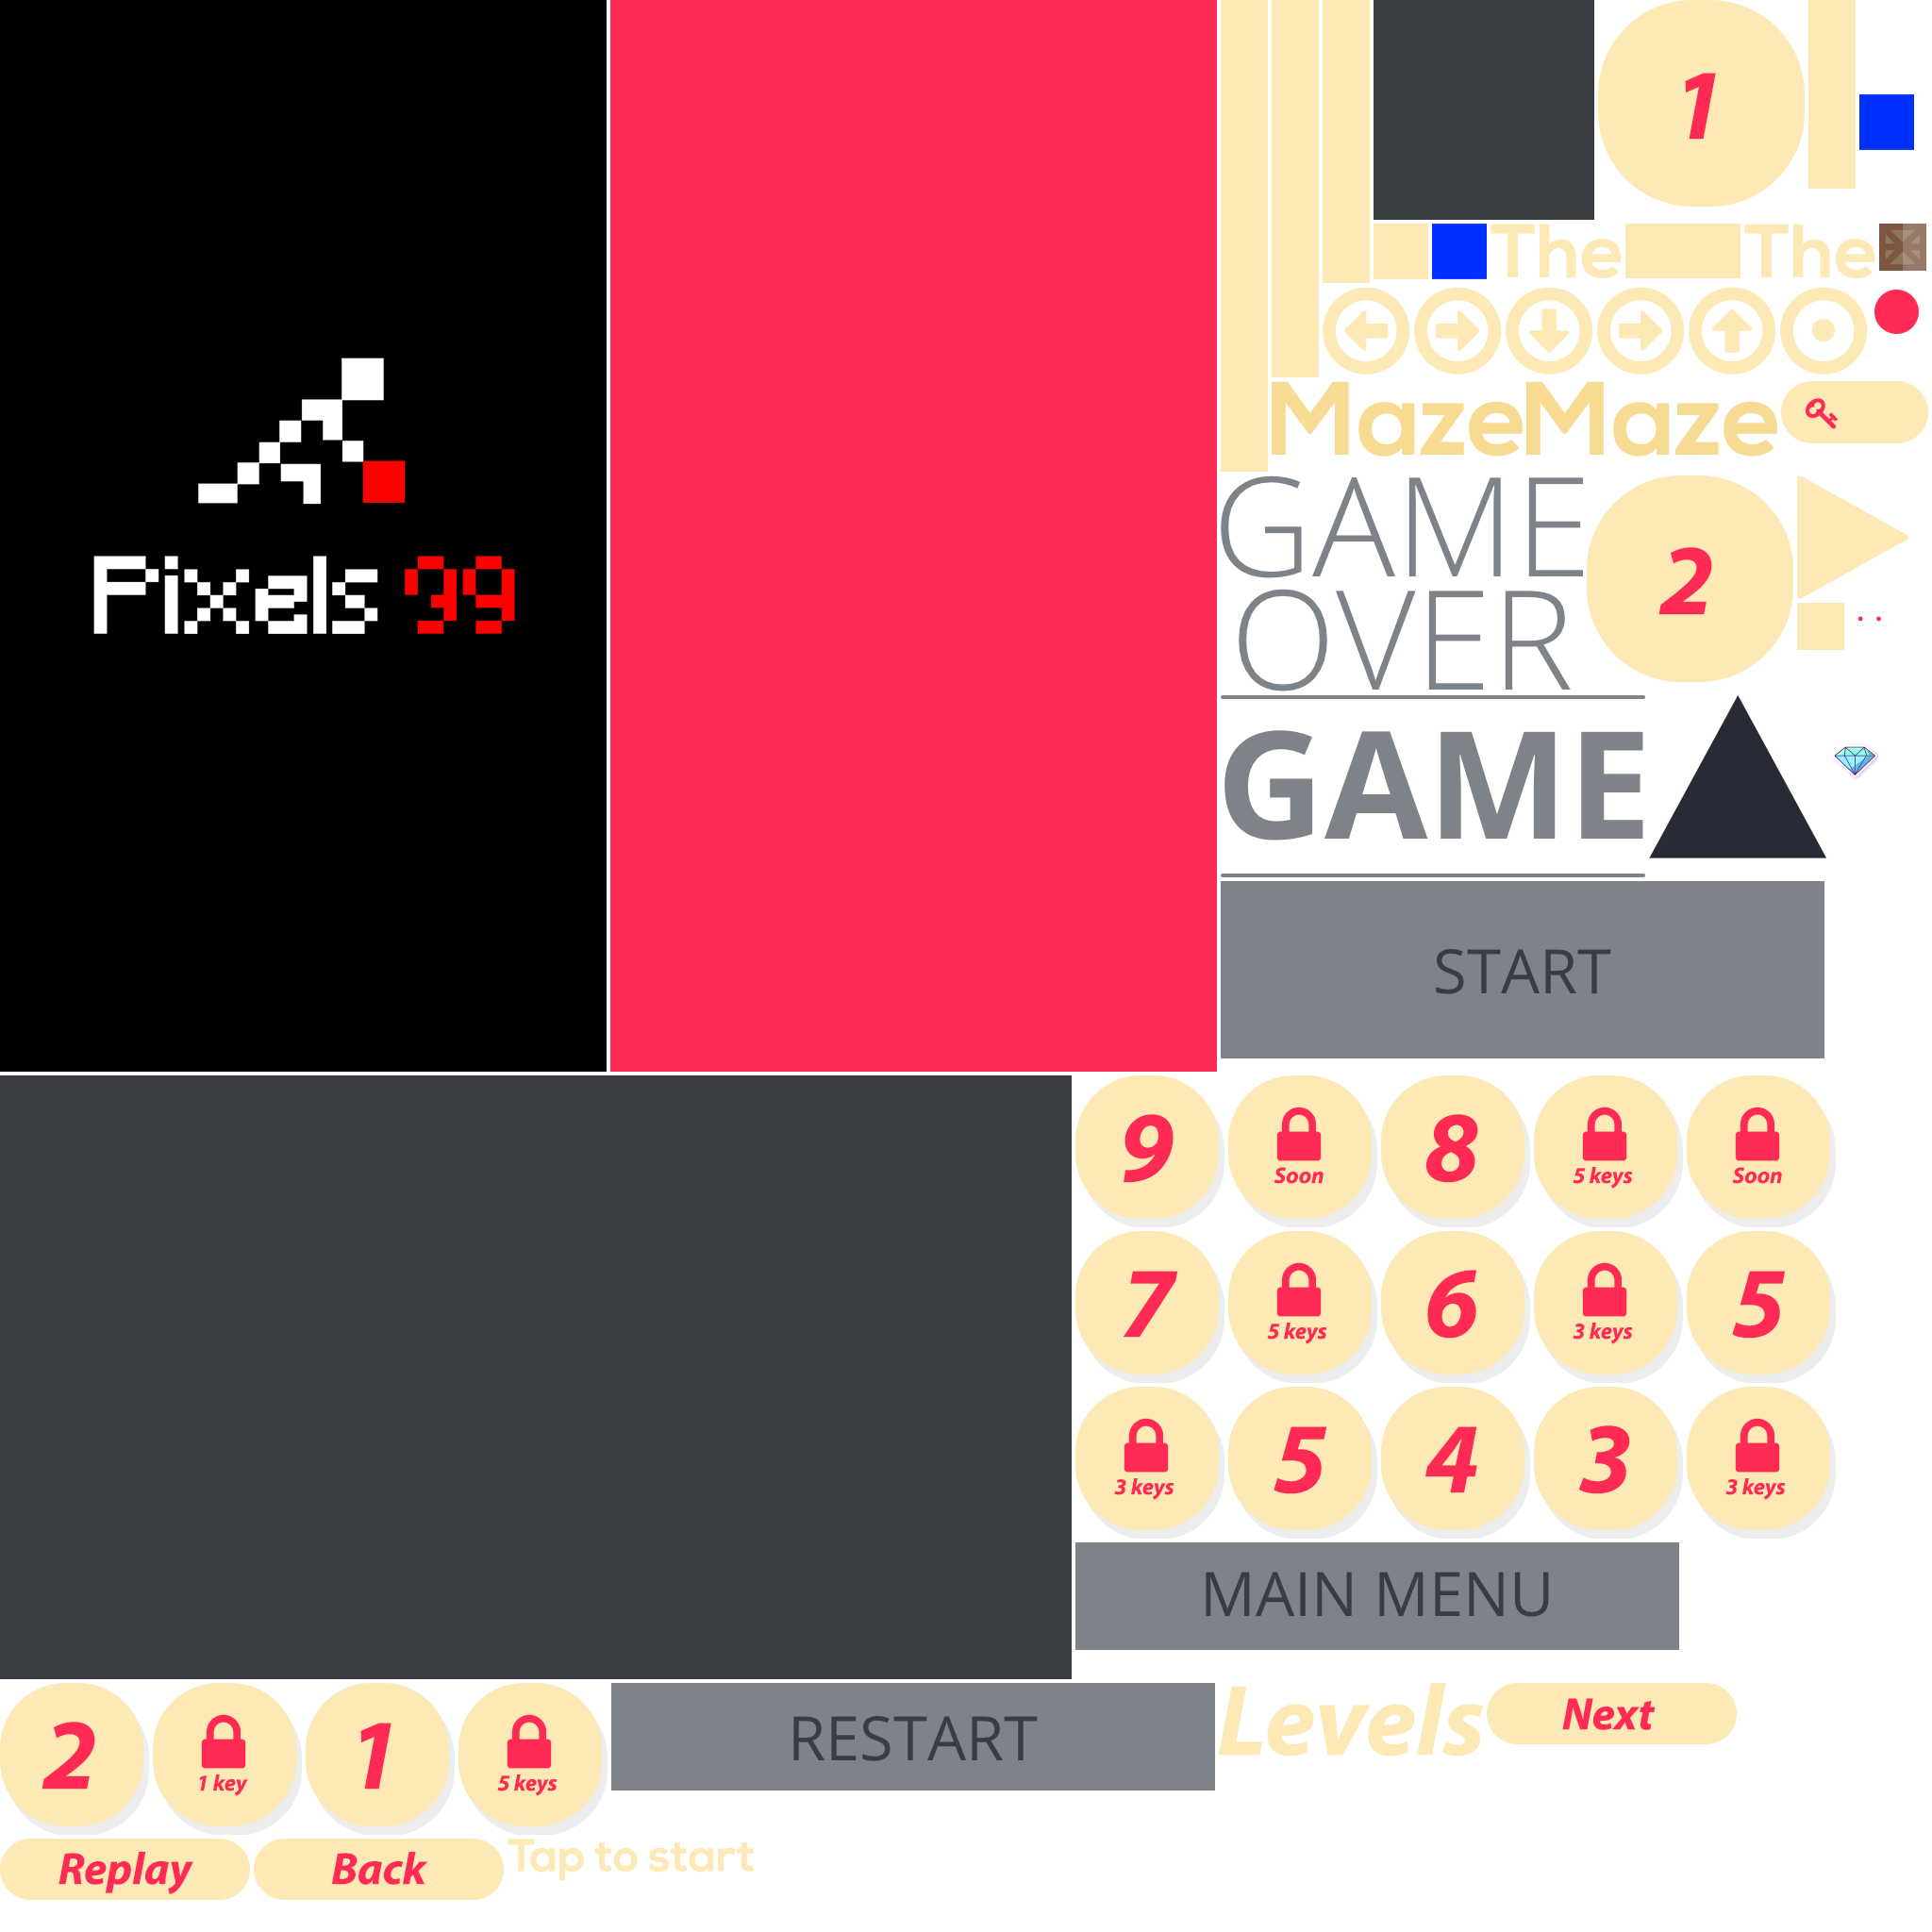 Pixels 99
1
The
The
Maze
Maze
GAME
OVER
2
GAME
START
9
Soon
8
5 keys
Soon
7
5 keys
6
3 keys
5
3 keys
5
4
3
3 keys
MAIN MENU
2
1 key
1
5 keys
RESTART
Levels
Next
Replay
Back
Tap to start